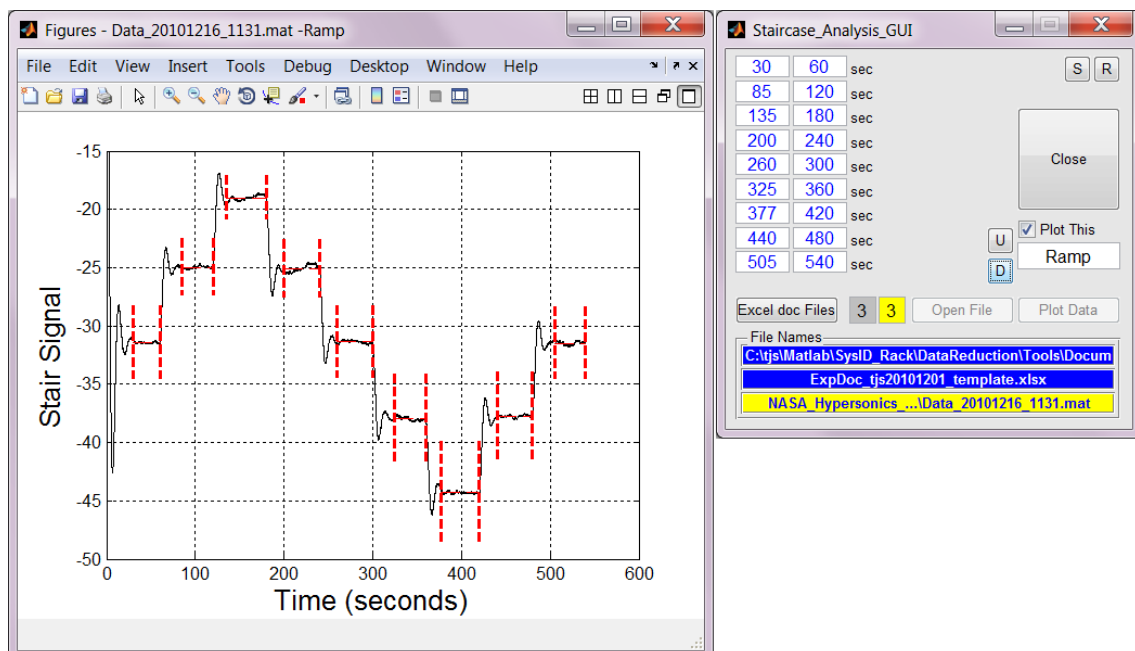 Figures - Data_20101216_1131.mat -Ramp
File Edit View Insert Tools Debug Desktop Window Help
-15
-20
-25
-30
-35
-40
-45
-50
Stair Signal
0 100 200 300 400 500 600
Time (seconds)
Staircase_Analysis_GUI
30 60 sec
85 120 sec
135 180 sec
200 240 sec
260 300 sec
325 360 sec
377 420 sec
440 480 sec
505 540 sec
S R
Close
Plot This
U
Ramp
D
Excel doc Files 3 3 Open File Plot Data
File Names
C:\tjs\Matlab\SysID_Rack\DataReduction\Tools\Docum
ExpDoc_tjs20101201_template.xlsx
NASA_Hypersonics_...\Data_20101216_1131.mat